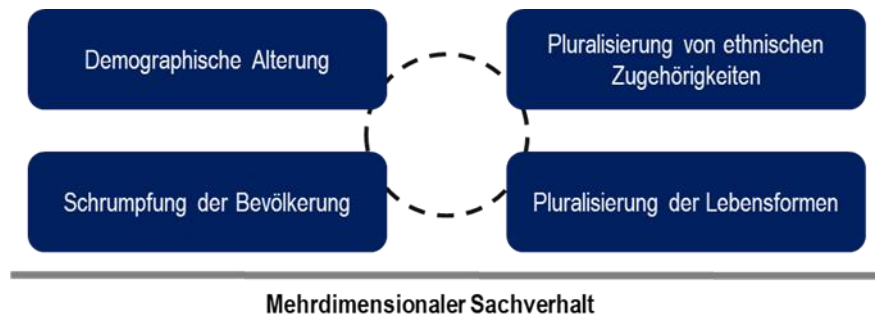 Demographische Alterung
Pluralisierung von ethnischen
Zugehörigkeiten
Schrumpfung der Bevölkerung
Pluralisierung der Lebensformen
Mehrdimensionaler Sachverhalt